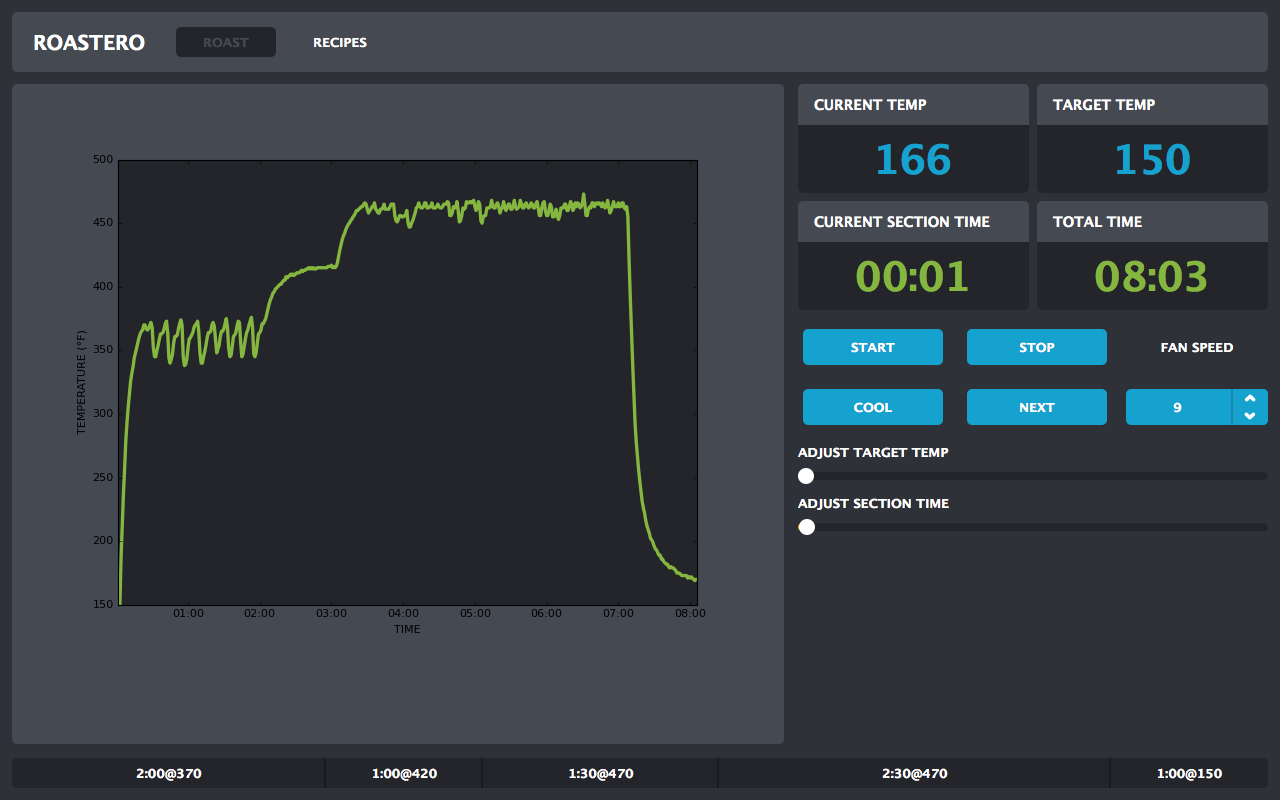 ROASTERO ROAST RECIPES
CURRENT TEMP
166
TARGET TEMP
150
CURRENT SECTION TIME
00:01
TOTAL TIME
08:03
START STOP FAN SPEED
COOL NEXT 9
ADJUST TARGET TEMP
ADJUST SECTION TIME
500
450
400
350
300
250
200
150
TEMPERATURE (°F)
01:00 02:00 03:00 04:00 05:00 06:00 07:00 08:00
TIME
2:00@370 1:00@420 1:30@470 2:30@470 1:00@150